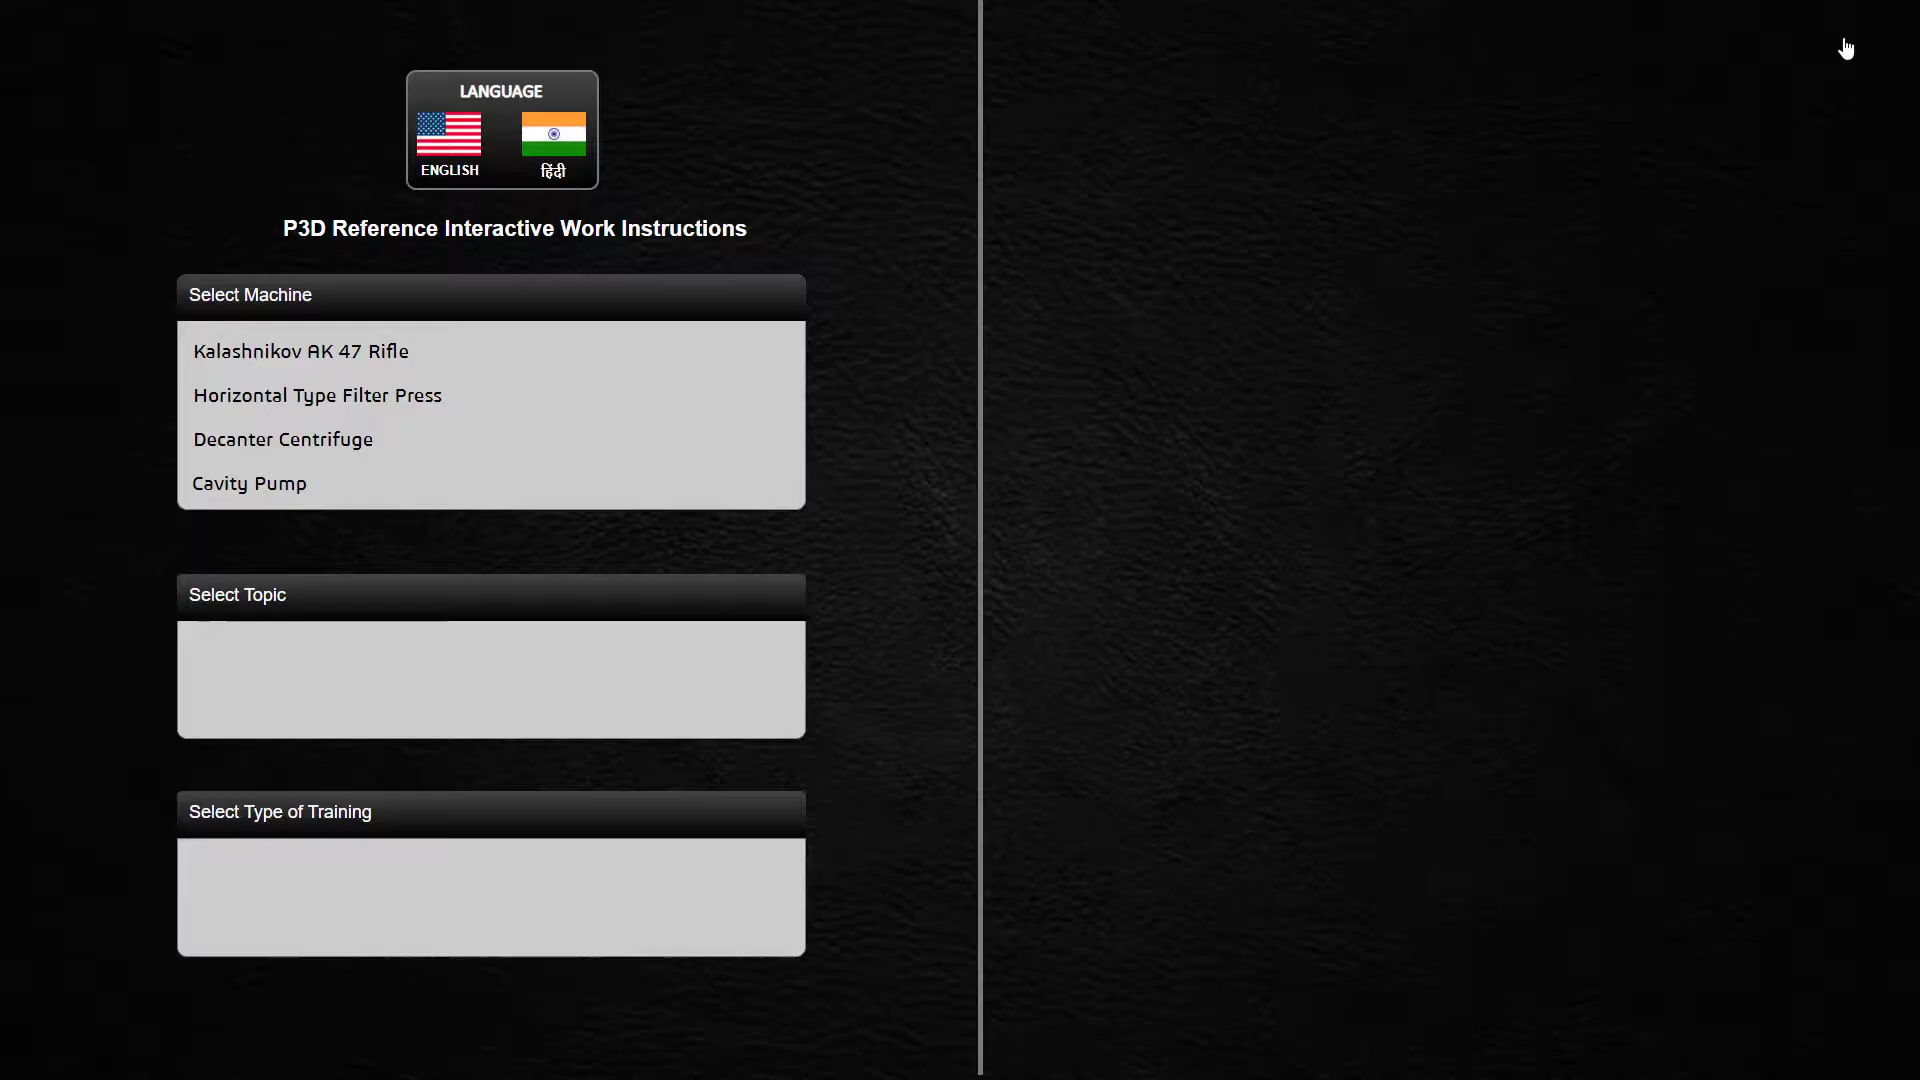 LANGUAGE
ENGLISH हिंदी
P3D Reference Interactive Work Instructions
Select Machine
Kalashnikov AK 47 Rifle
Horizontal Type Filter Press
Decanter Centrifuge
Cavity Pump
Select Topic
Select Type of Training